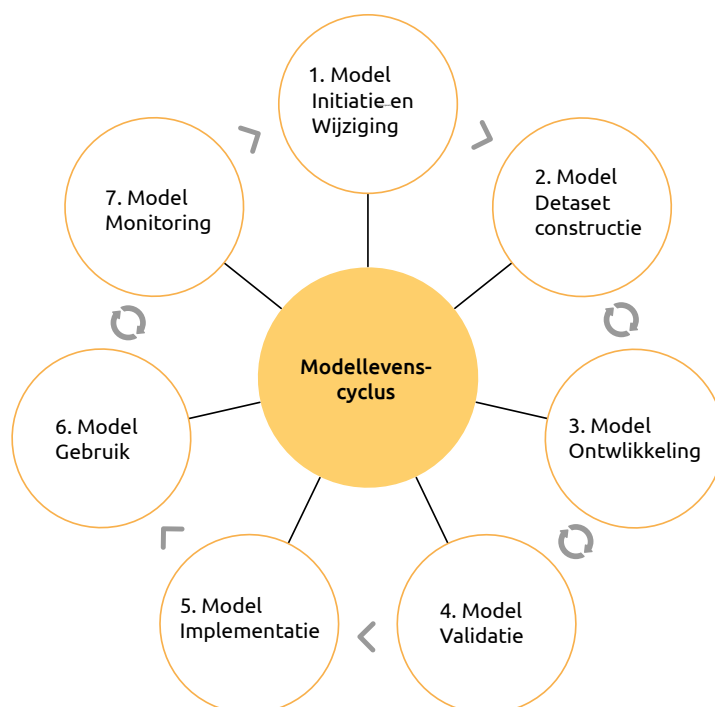 1. Model
Initiatie en
Wijziging
2. Model
Detaset
constructie
3. Model
Ontwlikkeling
4. Model
Validatie
5. Model
Implementatie
6. Model
Gebruik
7. Model
Monitoring
Modellevens-
cyclus